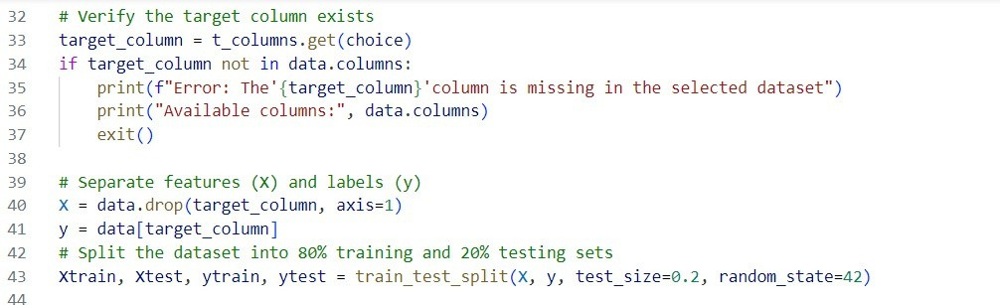 32 # Verify the target column exists
33 target_column = t_columns.get(choice)
34 if target_column not in data.columns:
35     print(f"Error: The'{target_column}'column is missing in the selected dataset")
36     print("Available columns:", data.columns)
37     exit()
38
39 # Separate features (X) and labels (y)
40 X = data.drop(target_column, axis=1)
41 y = data[target_column]
42 # Split the dataset into 80% training and 20% testing sets
43 Xtrain, Xtest, ytrain, ytest = train_test_split(X, y, test_size=0.2, random_state=42)
44